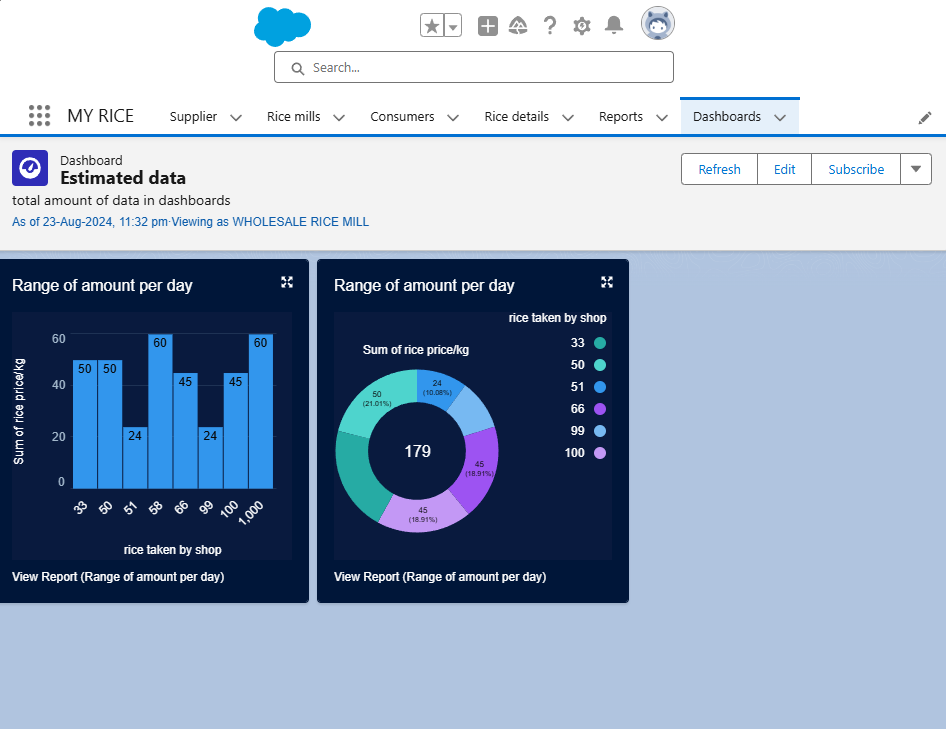 Search...
MY RICE
Supplier
Rice mills
Consumers
Rice details
Reports
Dashboards
Dashboard
Estimated data
total amount of data in dashboards
As of 23-Aug-2024, 11:32 pm·Viewing as WHOLESALE RICE MILL
Refresh
Edit
Subscribe
Range of amount per day
Sum of rice price/kg
60
40
20
0
50
50
24
60
45
24
45
60
33
50
51
58
66
99
100
1,000
rice taken by shop
View Report (Range of amount per day)
Range of amount per day
rice taken by shop
33
50
51
66
99
100
Sum of rice price/kg
50
(21.01%)
24
(10.08%)
179
45
(18.91%)
45
(18.91%)
View Report (Range of amount per day)